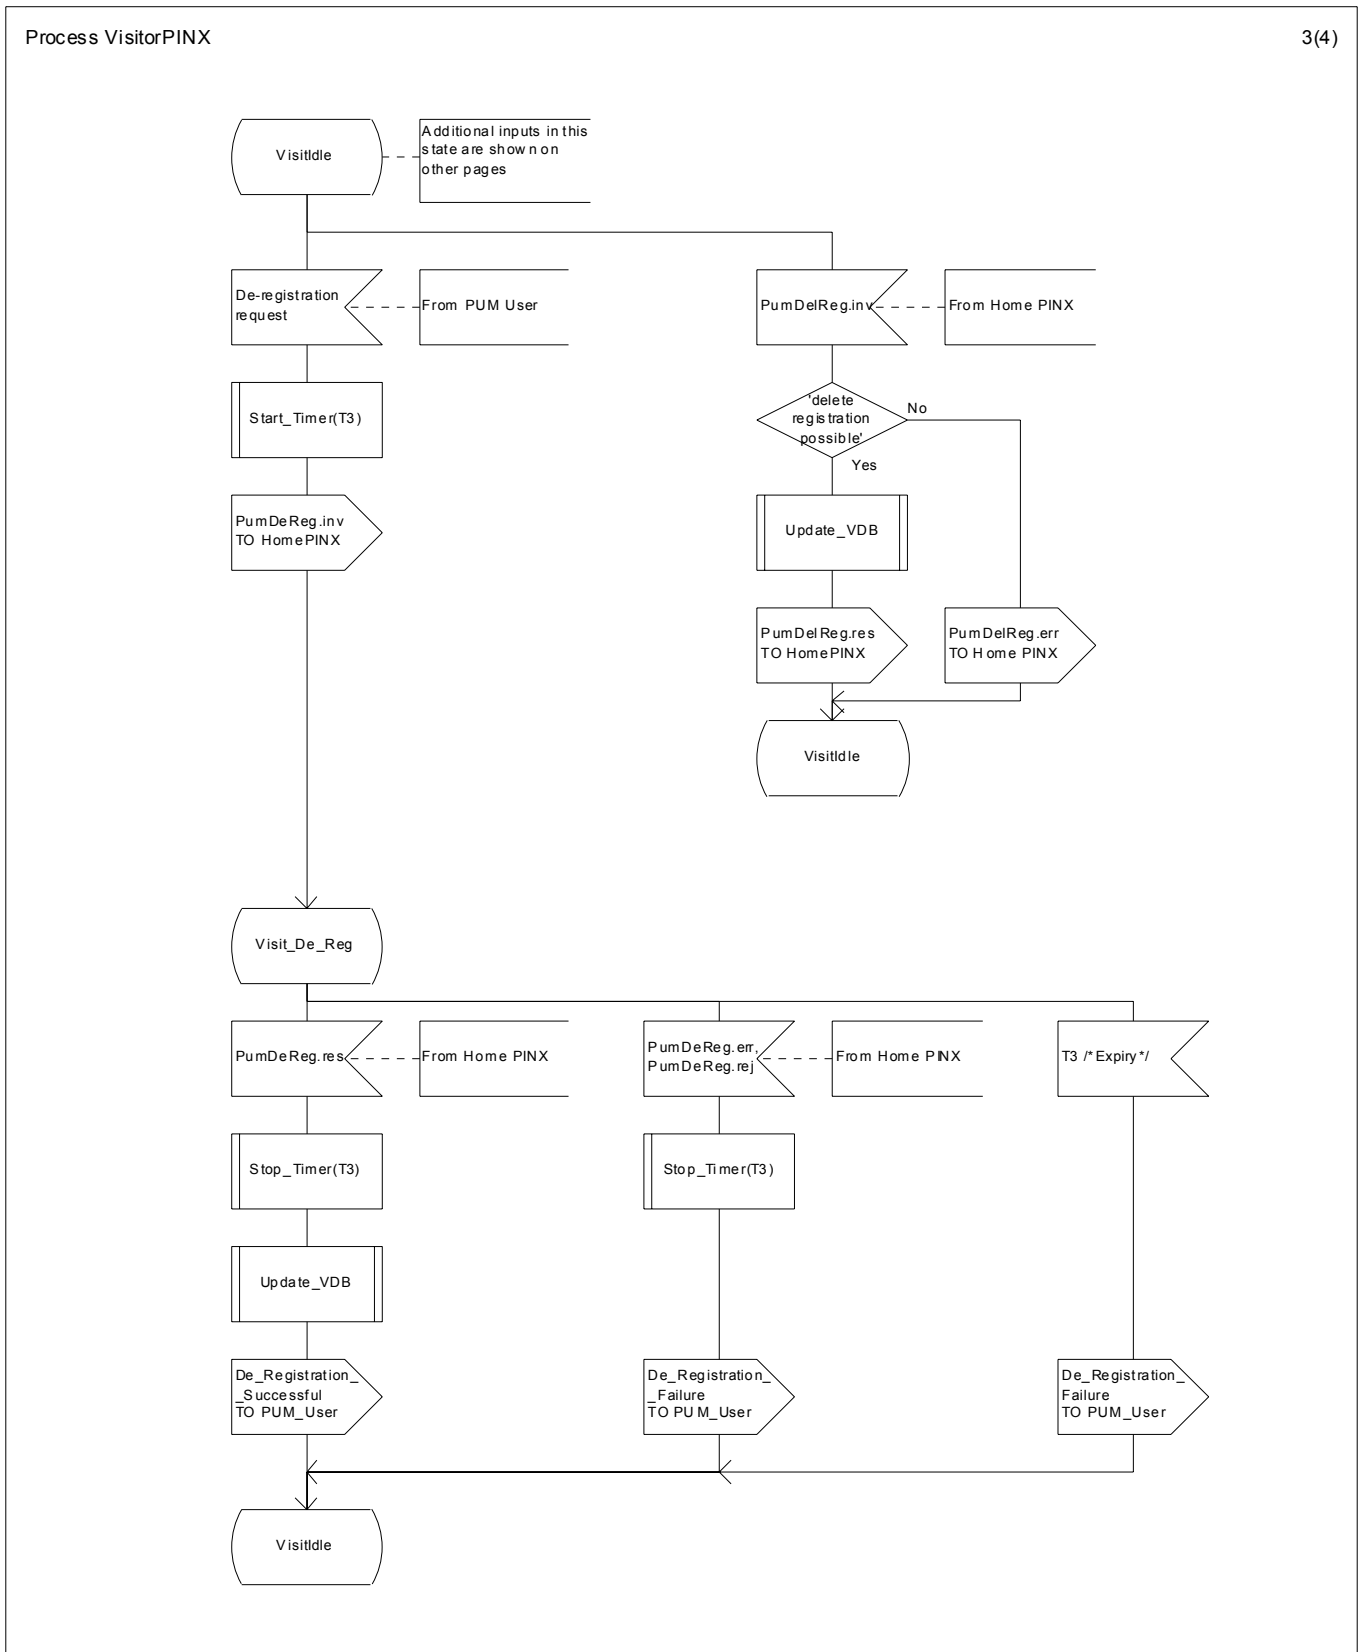 Process VisitorPINX
3(4)
VisitIdle
Additional inputs in this
state are shown on
other pages
De-registration
request
From PUM User
PumDelReg.inv
From Home PINX
Start_Timer(T3)
'delete
registration
possible'
No
Yes
PumDeReg.inv
TO HomePINX
Update_VDB
PumDelReg.res
TO HomePINX
PumDelReg.err
TO Home PINX
VisitIdle
Visit_De_Reg
PumDeReg.res
From Home PINX
PumDeReg.err,
PumDeReg.rej
From Home PINX
T3 /*Expiry*/
Stop_Timer(T3)
Stop_Timer(T3)
Update_VDB
De_Registration_
_Successful
TO PUM_User
De_Registration_
_Failure
TO PUM_User
De_Registration_
Failure
TO PUM_User
VisitIdle